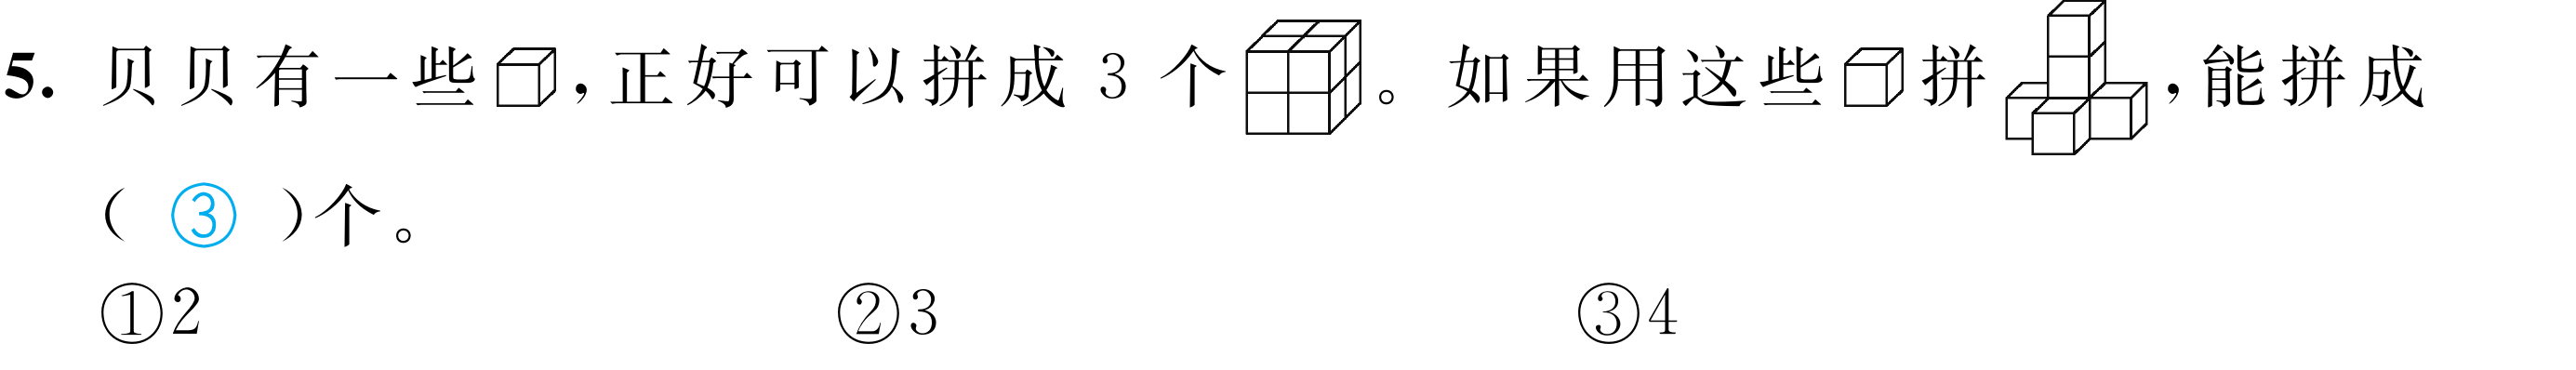 5. 贝贝有一些,正好可以拼成 3 个。如果用这些拼,能拼成
( ③ )个。
①2 ②3 ③4